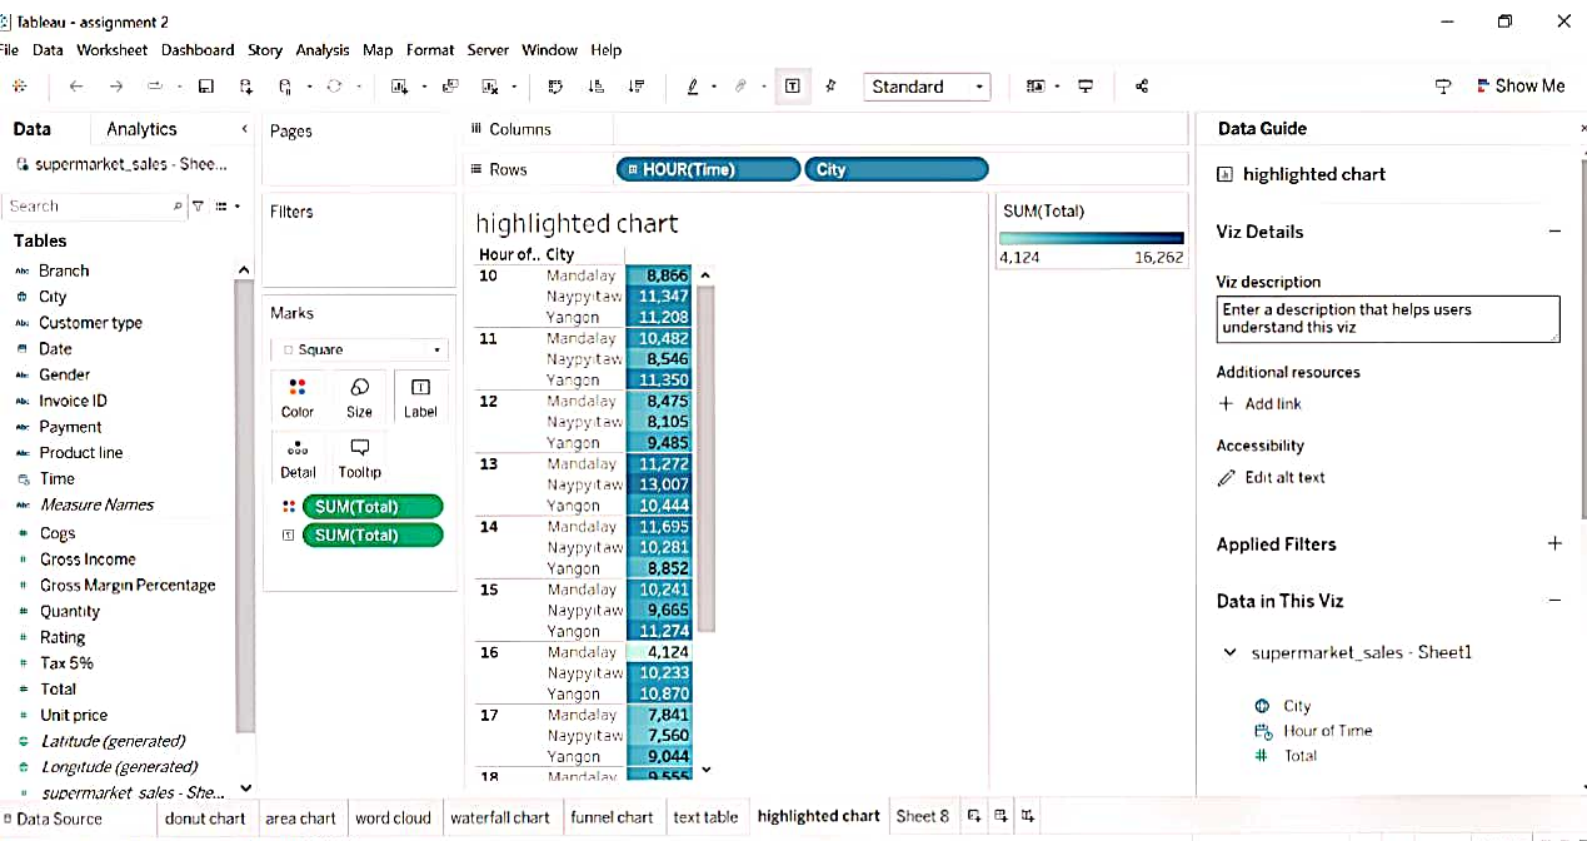 Tableau - assignment 2
File Data Worksheet Dashboard Story Analysis Map Format Server Window Help
Standard
Show Me
Data Analytics
supermarket_sales - Shee...
Search
Tables
Abc Branch
City
Abc Customer type
Date
Abc Gender
Abc Invoice ID
Abc Payment
Abc Product line
Time
Abc Measure Names
# Cogs
# Gross Income
# Gross Margin Percentage
# Quantity
# Rating
# Tax 5%
# Total
# Unit price
Latitude (generated)
Longitude (generated)
# supermarket_sales - She...
Pages
Filters
Marks
Square
Color Size Label
Detail Tooltip
SUM(Total)
SUM(Total)
Columns
Rows HOUR(Time) City
highlighted chart
Hour of.. City
10 Mandalay 8,866
Naypyitaw 11,347
Yangon 11,208
11 Mandalay 10,482
Naypyitaw 8,546
Yangon 11,350
12 Mandalay 8,475
Naypyitaw 8,105
Yangon 9,485
13 Mandalay 11,272
Naypyitaw 13,007
Yangon 10,444
14 Mandalay 11,695
Naypyitaw 10,281
Yangon 8,852
15 Mandalay 10,241
Naypyitaw 9,665
Yangon 11,274
16 Mandalay 4,124
Naypyitaw 10,233
Yangon 10,870
17 Mandalay 7,841
Naypyitaw 7,560
Yangon 9,044
18 Mandalay 9,555
SUM(Total)
4,124 16,262
Data Guide
highlighted chart
Viz Details
Viz description
Enter a description that helps users
understand this viz
Additional resources
Add link
Accessibility
Edit alt text
Applied Filters
Data in This Viz
supermarket_sales - Sheet1
City
Hour of Time
# Total
Data Source donut chart area chart word cloud waterfall chart funnel chart text table highlighted chart Sheet 8